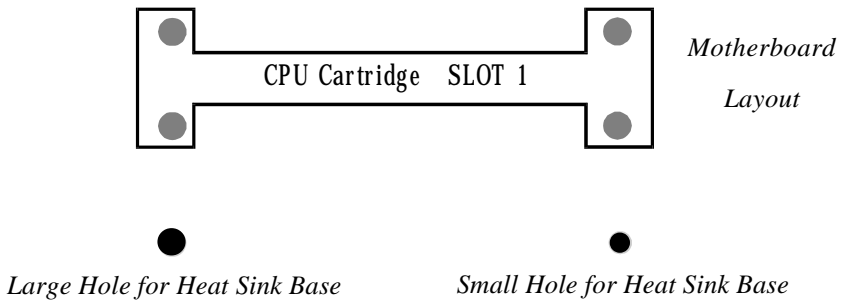 Motherboard
CPU Cartridge SLOT 1
Layout
Large Hole for Heat Sink Base
Small Hole for Heat Sink Base